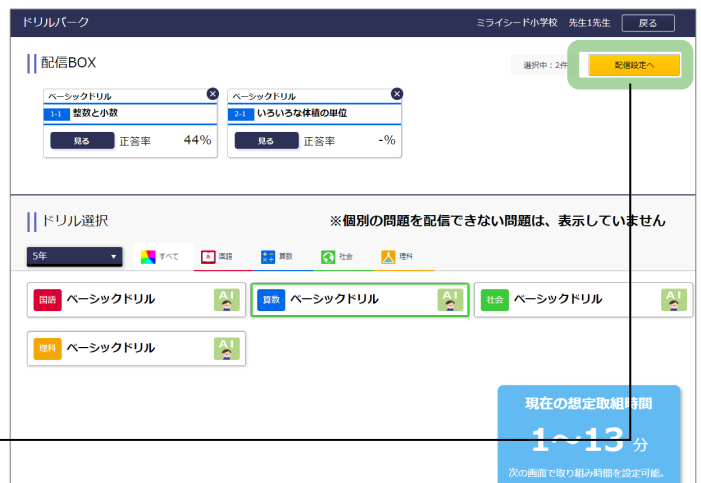 ドリルパーク
ミライシード小学校 先生1先生 戻る
配信BOX
選択中：2件
配信設定へ
ベーシックドリル
1-1 整数と小数
見る 正答率 44%
ベーシックドリル
2-1 いろいろな体積の単位
見る 正答率 -%
ドリル選択
※個別の問題を配信できない問題は、表示していません
5年 すべて 国語 算数 社会 理科
国語 ベーシックドリル AI
算数 ベーシックドリル AI
社会 ベーシックドリル AI
理科 ベーシックドリル AI
現在の想定取組時間
1～13 分
次の画面で取り組み時間を設定可能。